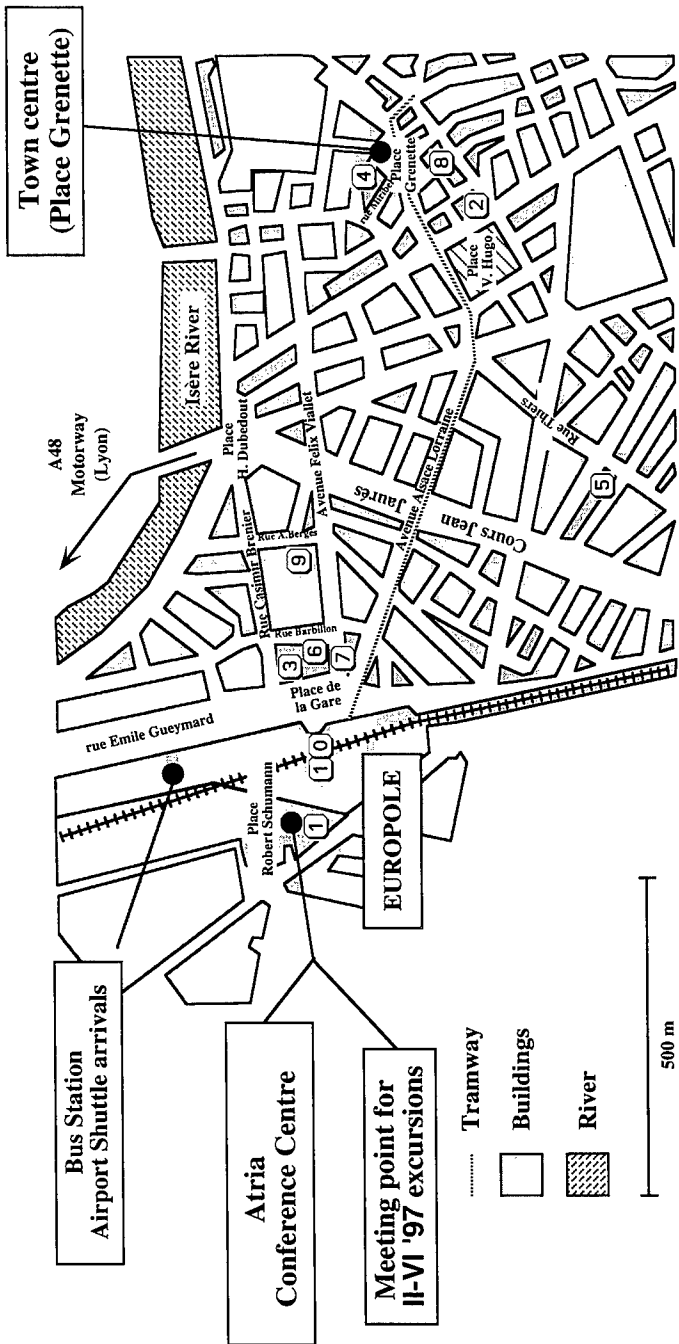 Town centre
(Place Grenette)
A48
Motorway
(Lyon)
Isère River
Place
H. Dubedout
Rue Casimir Brenier
Avenue Felix Viallet
Rue A.Berges
Rue Barbillon
rue Emile Gueymard
Place de
la Gare
Place
Robert Schumann
Avenue Alsace Lorraine
Cours Jean Jaurés
Rue Thiers
Place
V. Hugo
Place
Grenette
4
8
2
5
9
3
6
7
10
1
EUROPOLE
Bus Station
Airport Shuttle arrivals
Atria
Conference Centre
Meeting point for
II-VI '97 excursions
Tramway
Buildings
River
500 m